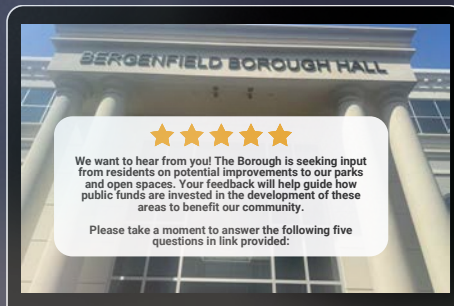 BERGENFIELD BOROUGH HALL
We want to hear from you! The Borough is seeking input
from residents on potential improvements to our parks
and open spaces. Your feedback will help guide how
public funds are invested in the development of these
areas to benefit our community.
Please take a moment to answer the following five
questions in link provided: